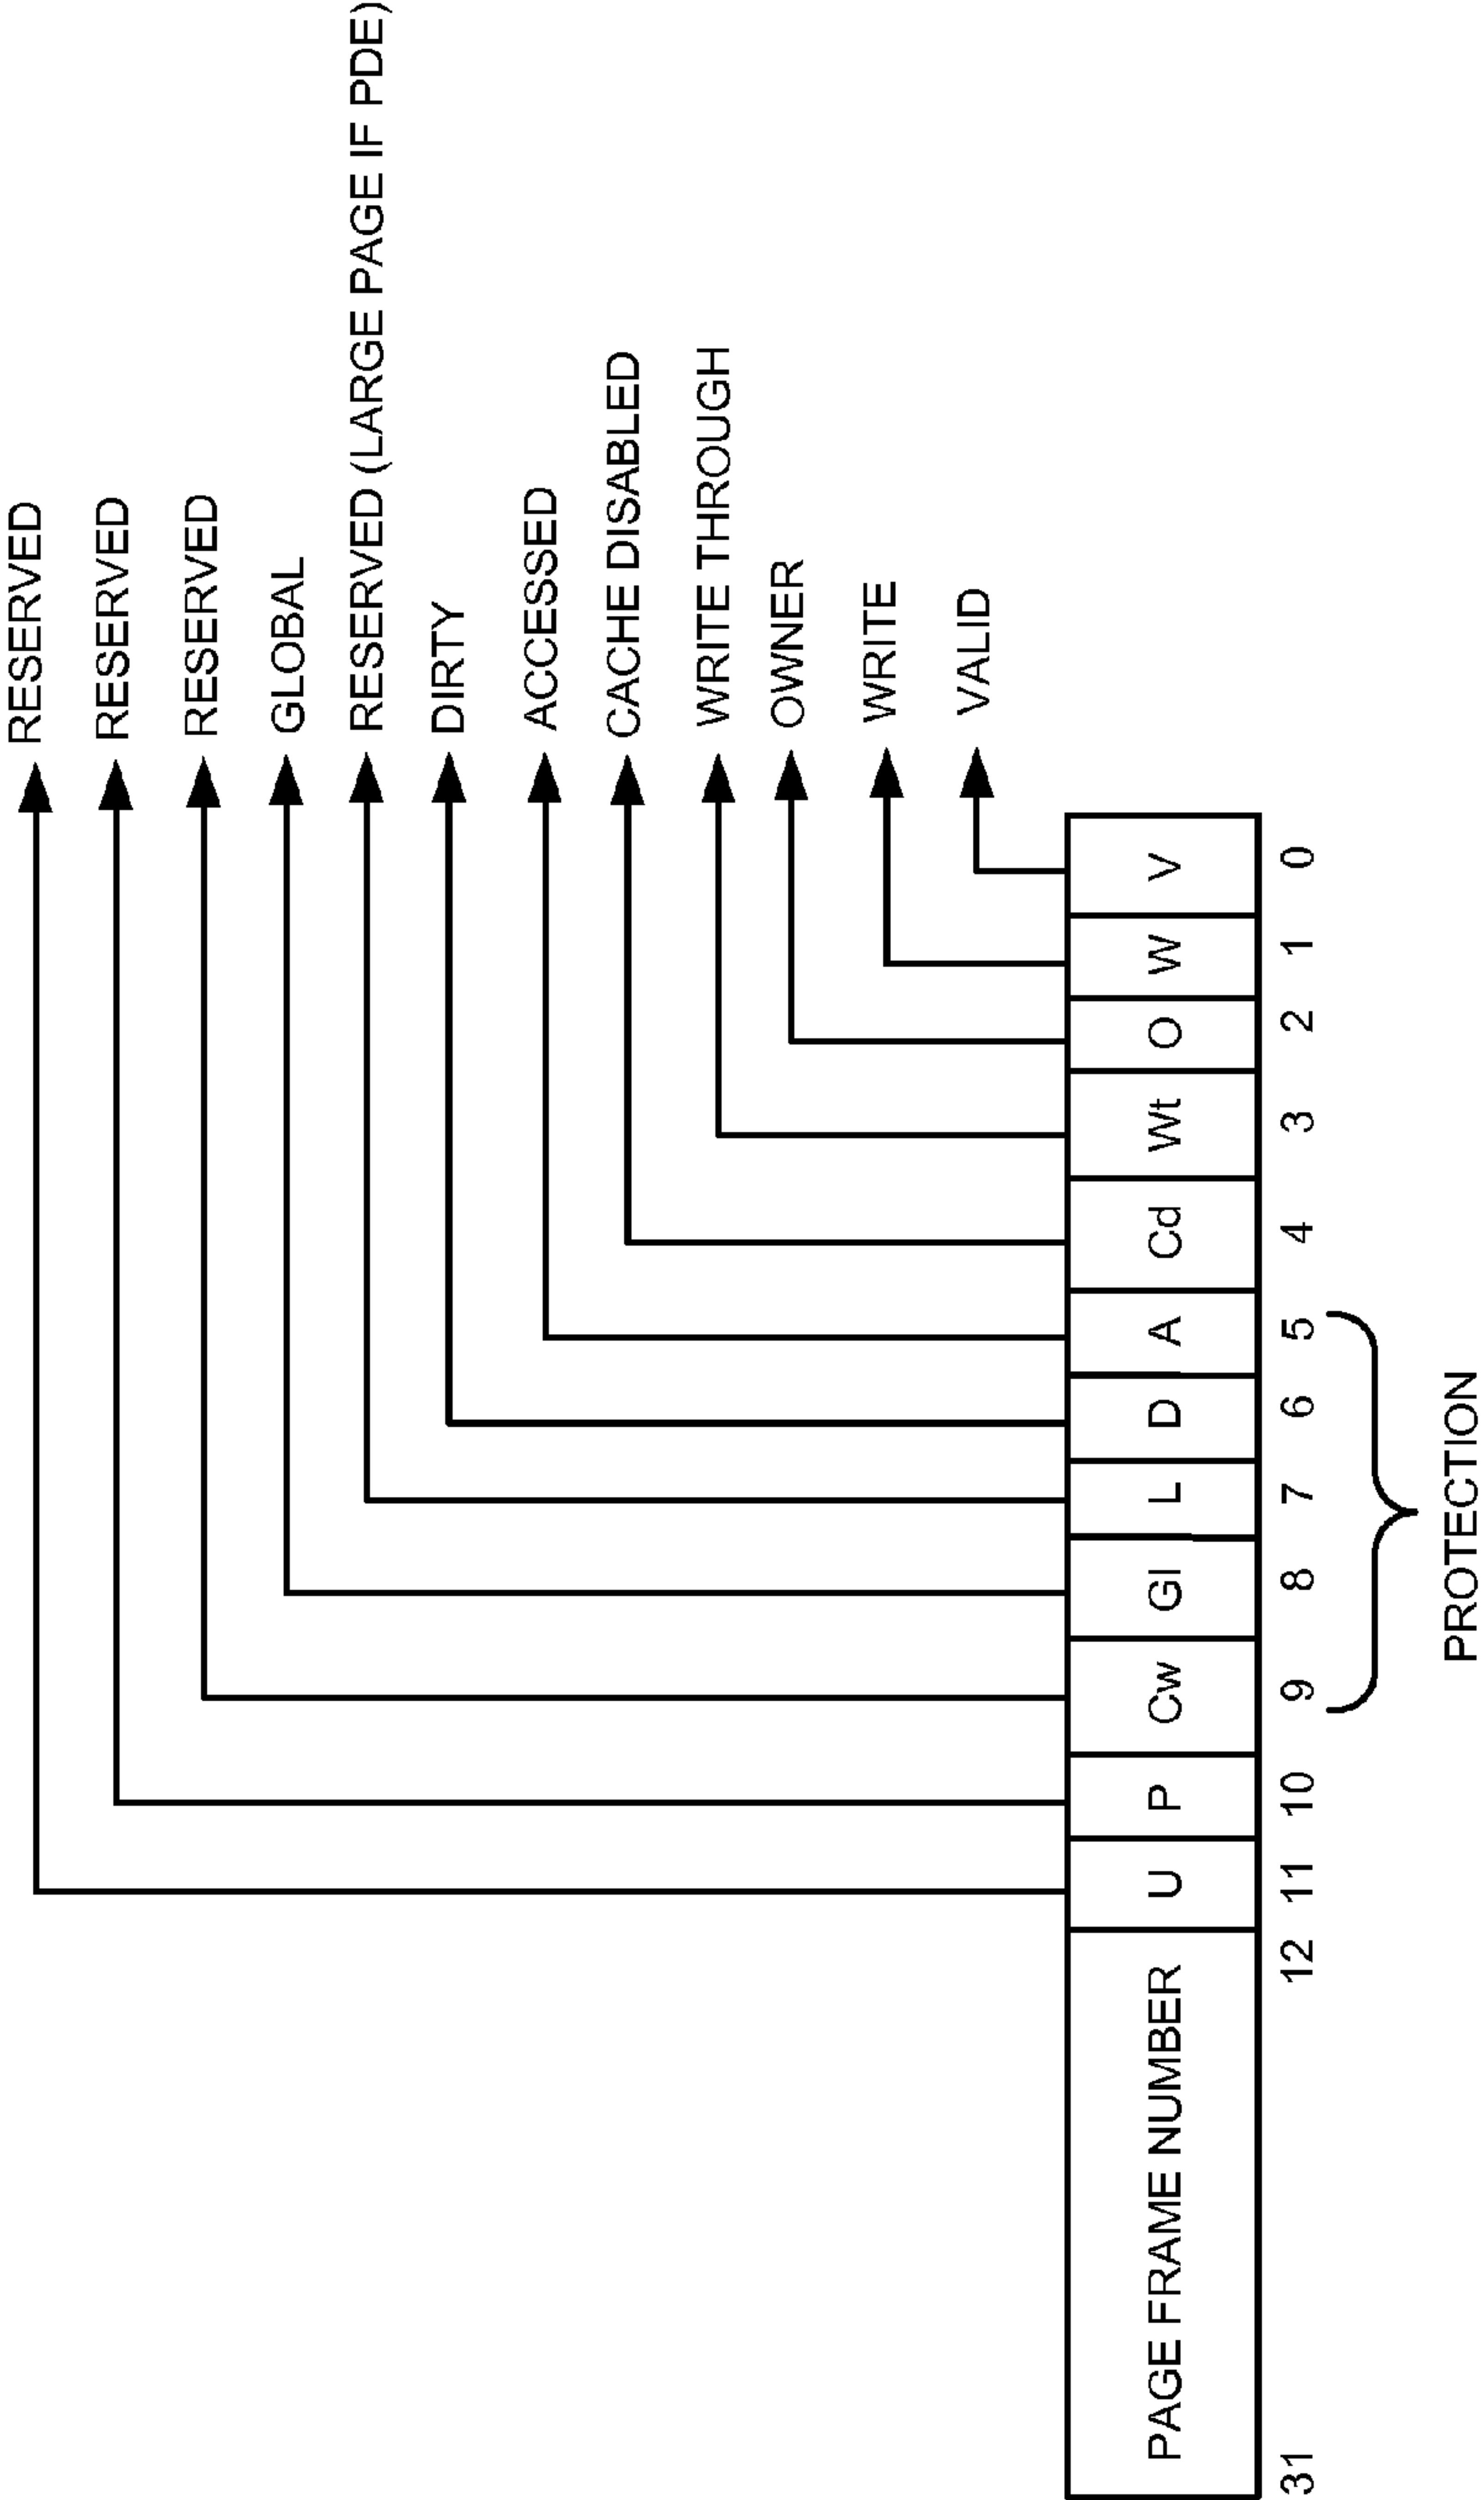 RESERVED
RESERVED
RESERVED
GLOBAL
RESERVED (LARGE PAGE IF PDE)
DIRTY
ACCESSED
CACHE DISABLED
WRITE THROUGH
OWNER
WRITE
VALID
PAGE FRAME NUMBER U P Cw Gl L D A Cd Wt O W V
31 12 11 10 9 8 7 6 5 4 3 2 1 0
PROTECTION